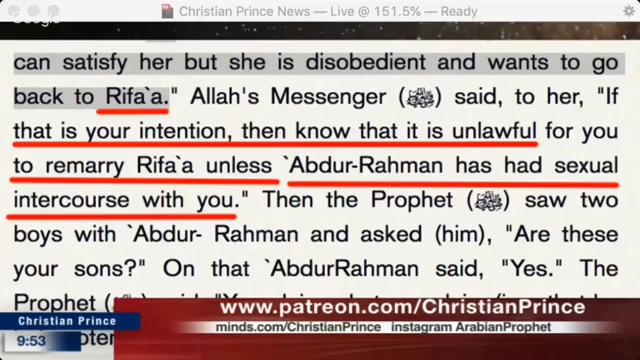 Christian Prince News — Live @ 151.5% — Ready
can satisfy her but she is disobedient and wants to go
back to Rifa`a." Allah's Messenger (ﷺ) said, to her, "If
that is your intention, then know that it is unlawful for you
to remarry Rifa`a unless `Abdur-Rahman has had sexual
intercourse with you." Then the Prophet (ﷺ) saw two
boys with `Abdur- Rahman and asked (him), "Are these
your sons?" On that `AbdurRahman said, "Yes." The
Prophet (
www.patreon.com/ChristianPrince
Christian Prince
minds.com/ChristianPrince instagram ArabianProphet
9:53